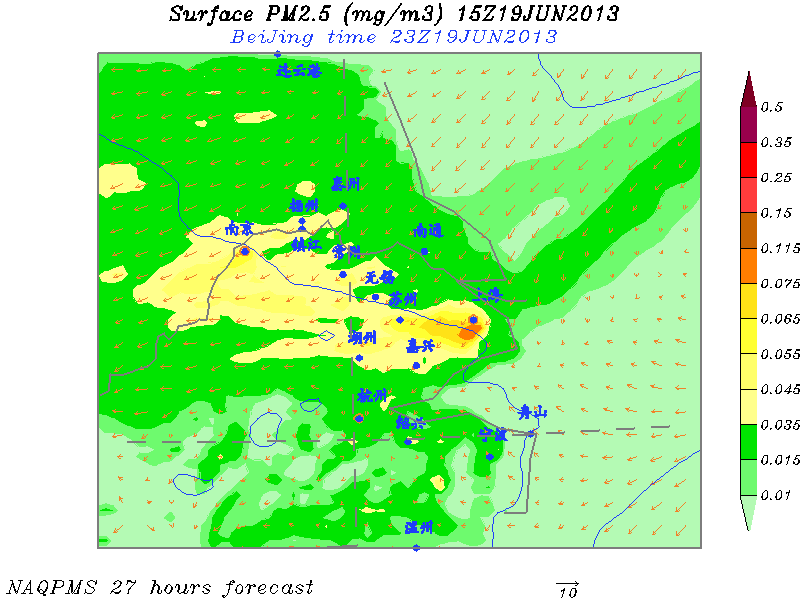 Surface PM2.5 (mg/m3) 15Z19JUN2013
BeiJing time 23Z19JUN2013
连云港
0.5
0.35
0.25
泰州
扬州
0.15
南京
南通
镇江
常州
0.115
无锡
0.075
苏州
上海
0.065
湖州
嘉兴
0.055
0.045
杭州
舟山
0.035
绍兴
宁波
0.015
0.01
温州
NAQPMS 27 hours forecast
10